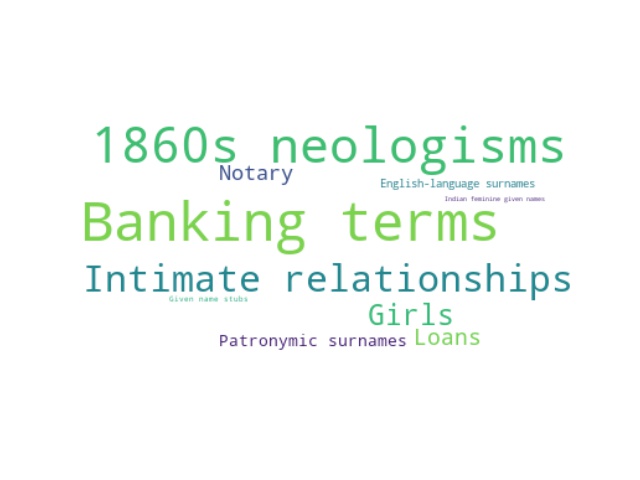 1860s neologisms
Notary
English-language surnames
Indian feminine given names
Banking terms
Intimate relationships
Given name stubs
Girls
Loans
Patronymic surnames